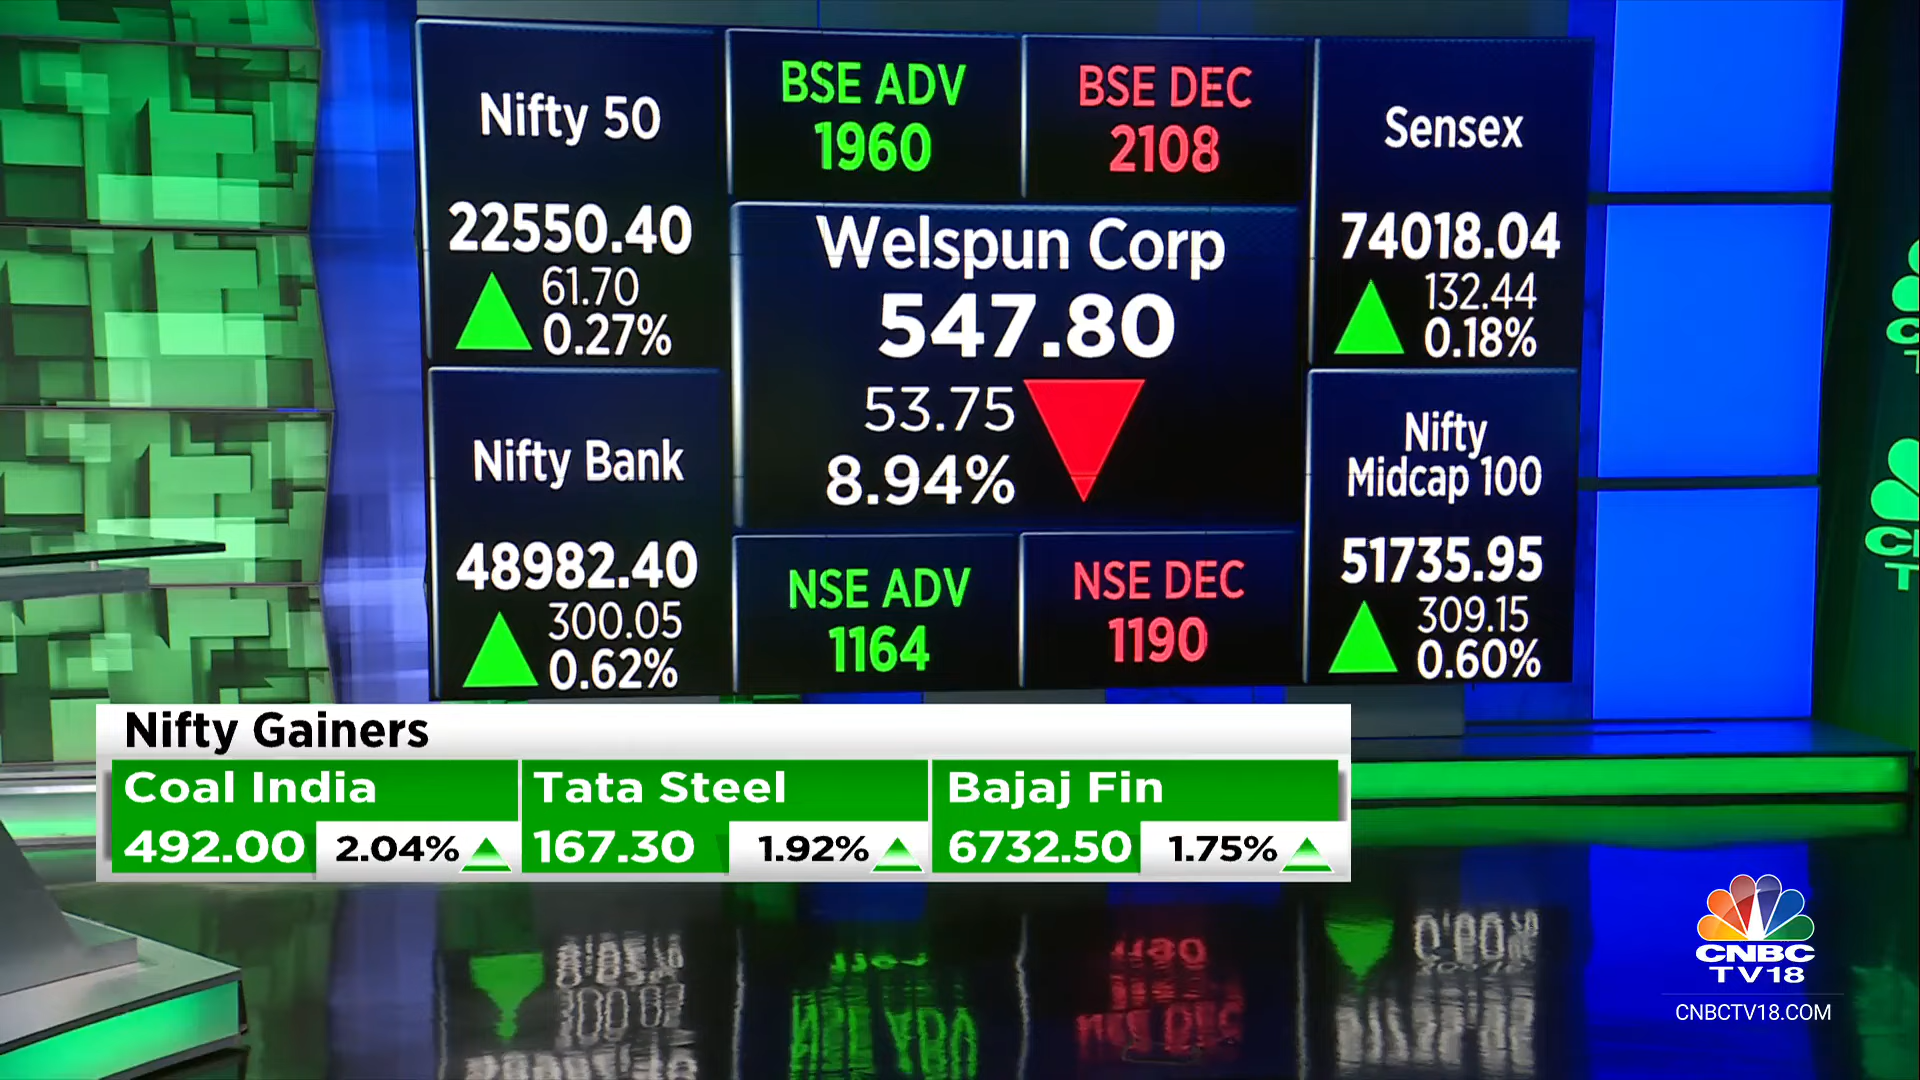 Nifty 50
22550.40
61.70
0.27%
BSE ADV
1960
BSE DEC
2108
Sensex
74018.04
132.44
0.18%
Welspun Corp
547.80
53.75
8.94%
Nifty Bank
48982.40
300.05
0.62%
NSE ADV
1164
NSE DEC
1190
Nifty
Midcap 100
51735.95
309.15
0.60%
Nifty Gainers
Coal India
492.00 2.04%
Tata Steel
167.30 1.92%
Bajaj Fin
6732.50 1.75%
CNBC
TV18
CNBCTV18.COM